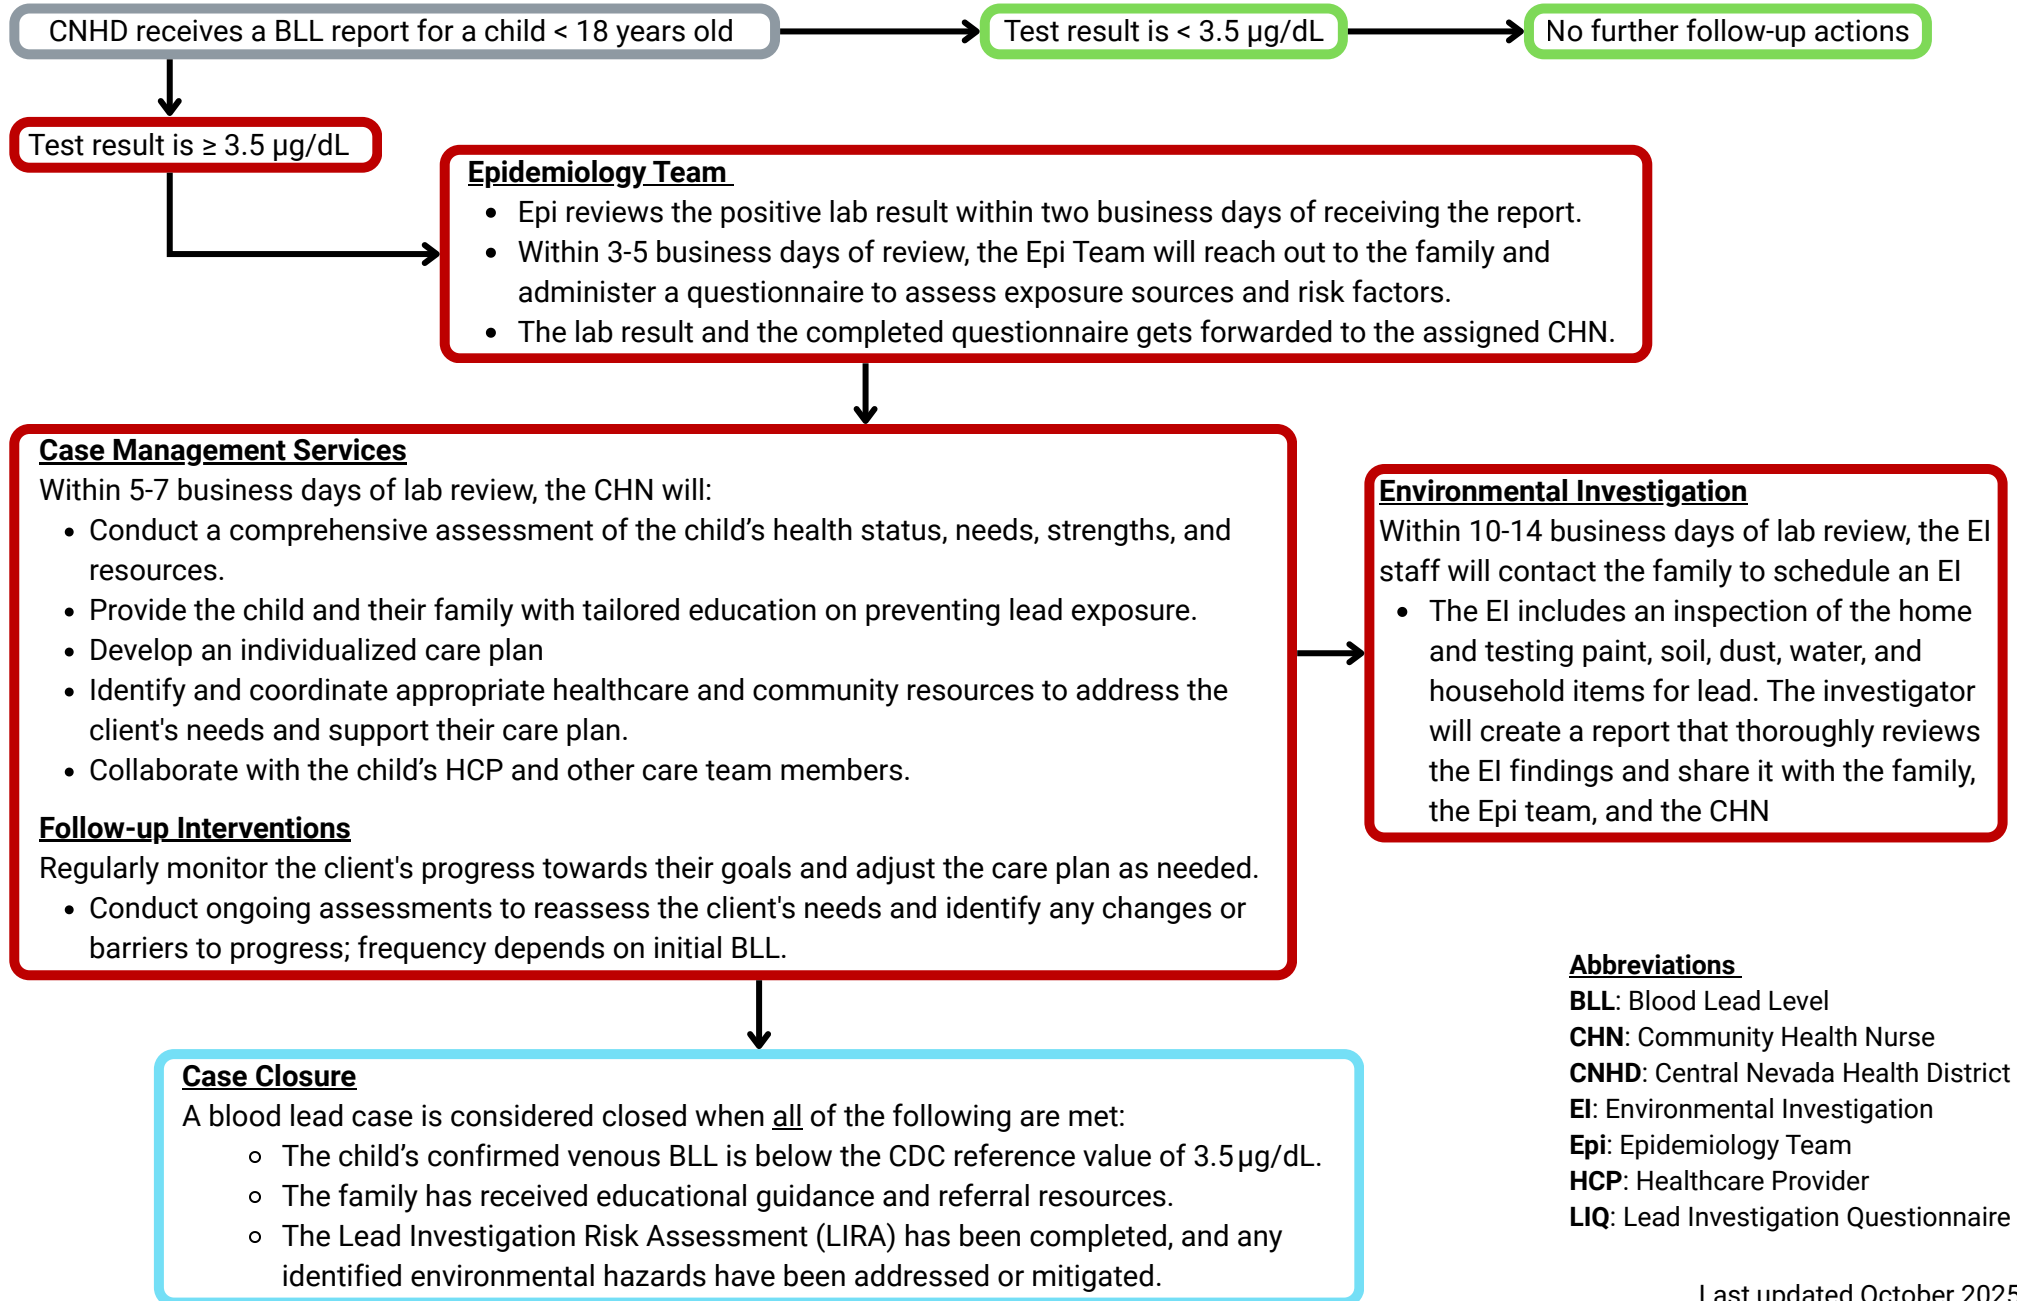 CNHD receives a BLL report for a child < 18 years old
Test result is < 3.5 µg/dL
No further follow-up actions
Test result is ≥ 3.5 µg/dL
Epidemiology Team
• Epi reviews the positive lab result within two business days of receiving the report.
• Within 3-5 business days of review, the Epi Team will reach out to the family and
administer a questionnaire to assess exposure sources and risk factors.
• The lab result and the completed questionnaire gets forwarded to the assigned CHN.
Case Management Services
Within 5-7 business days of lab review, the CHN will:
• Conduct a comprehensive assessment of the child’s health status, needs, strengths, and
resources.
• Provide the child and their family with tailored education on preventing lead exposure.
• Develop an individualized care plan
• Identify and coordinate appropriate healthcare and community resources to address the
client's needs and support their care plan.
• Collaborate with the child’s HCP and other care team members.
Follow-up Interventions
Regularly monitor the client's progress towards their goals and adjust the care plan as needed.
• Conduct ongoing assessments to reassess the client's needs and identify any changes or
barriers to progress; frequency depends on initial BLL.
Environmental Investigation
Within 10-14 business days of lab review, the EI
staff will contact the family to schedule an EI
• The EI includes an inspection of the home
and testing paint, soil, dust, water, and
household items for lead. The investigator
will create a report that thoroughly reviews
the EI findings and share it with the family,
the Epi team, and the CHN
Case Closure
A blood lead case is considered closed when all of the following are met:
◦ The child’s confirmed venous BLL is below the CDC reference value of 3.5 µg/dL.
◦ The family has received educational guidance and referral resources.
◦ The Lead Investigation Risk Assessment (LIRA) has been completed, and any
identified environmental hazards have been addressed or mitigated.
Abbreviations
BLL: Blood Lead Level
CHN: Community Health Nurse
CNHD: Central Nevada Health District
EI: Environmental Investigation
Epi: Epidemiology Team
HCP: Healthcare Provider
LIQ: Lead Investigation Questionnaire
Last updated October 2025